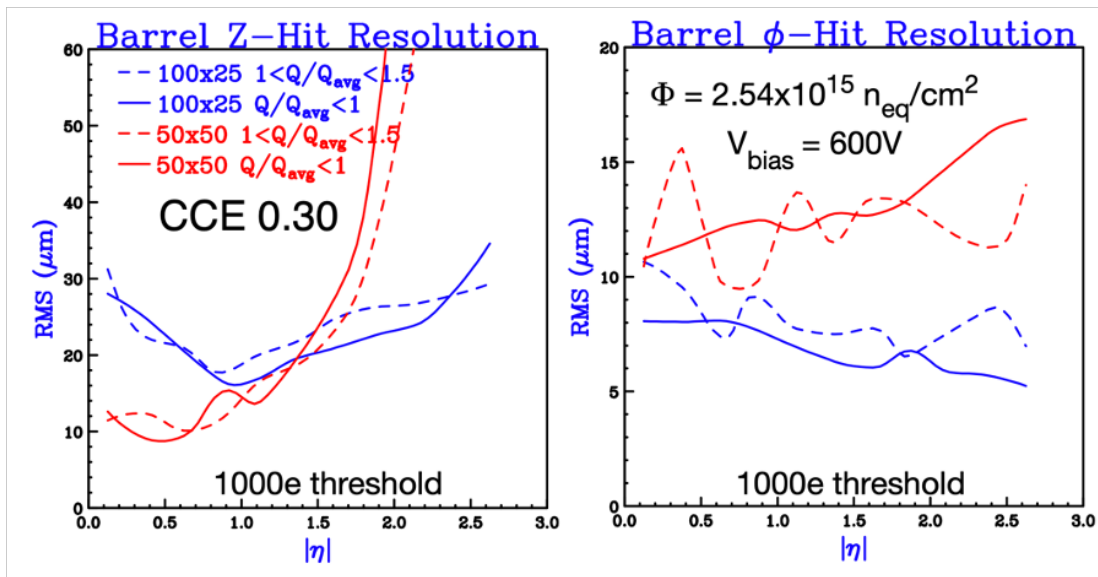 Barrel Z-Hit Resolution
60
50
40
30
20
10
0
RMS (μm)
100x25 1<Q/Qavg<1.5
100x25 Q/Qavg<1
50x50 1<Q/Qavg<1.5
50x50 Q/Qavg<1
CCE 0.30
1000e threshold
0.0 0.5 1.0 1.5 2.0 2.5 3.0
|η|
Barrel ϕ-Hit Resolution
20
15
10
5
0
RMS (μm)
Φ = 2.54x10¹⁵ neq/cm²
Vbias = 600V
1000e threshold
0.0 0.5 1.0 1.5 2.0 2.5 3.0
|η|